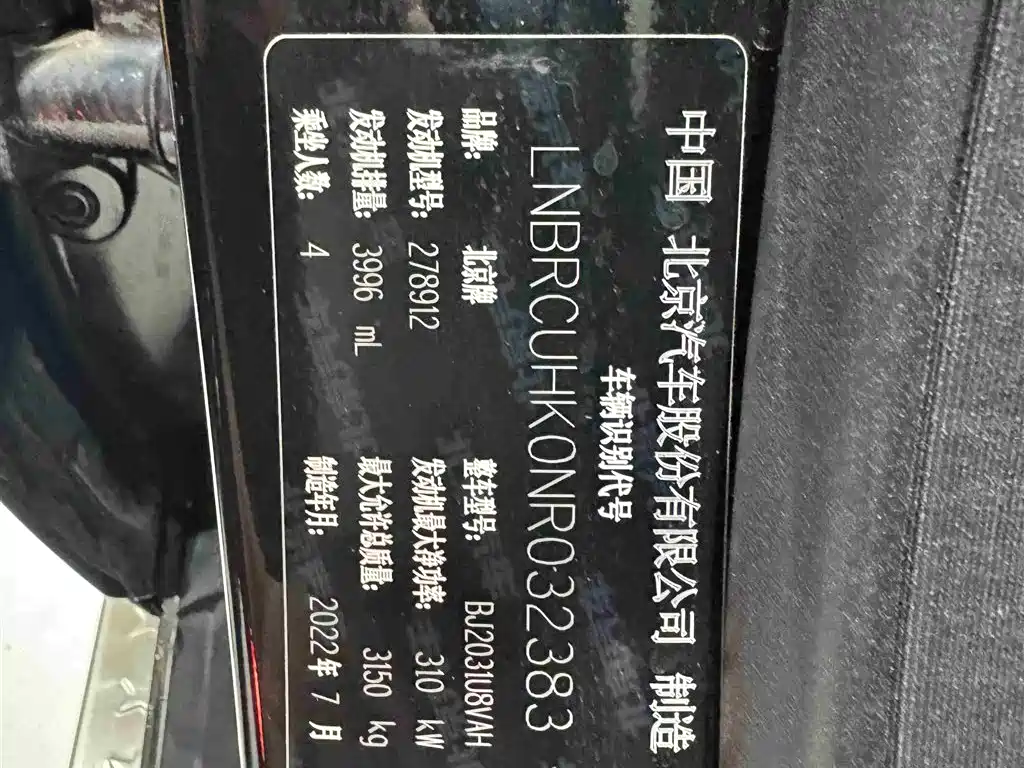 中国 北京汽车股份有限公司 制造
车辆识别代号
LNBRCUHK0NR032383
品牌: 北京牌 整车型号: BJ2031U8VAH
发动机型号: 278912 发动机最大净功率: 310 kW
发动机排量: 3996 mL 最大允许总质量: 3150 kg
乘坐人数: 4 制造年月: 2022年 7 月